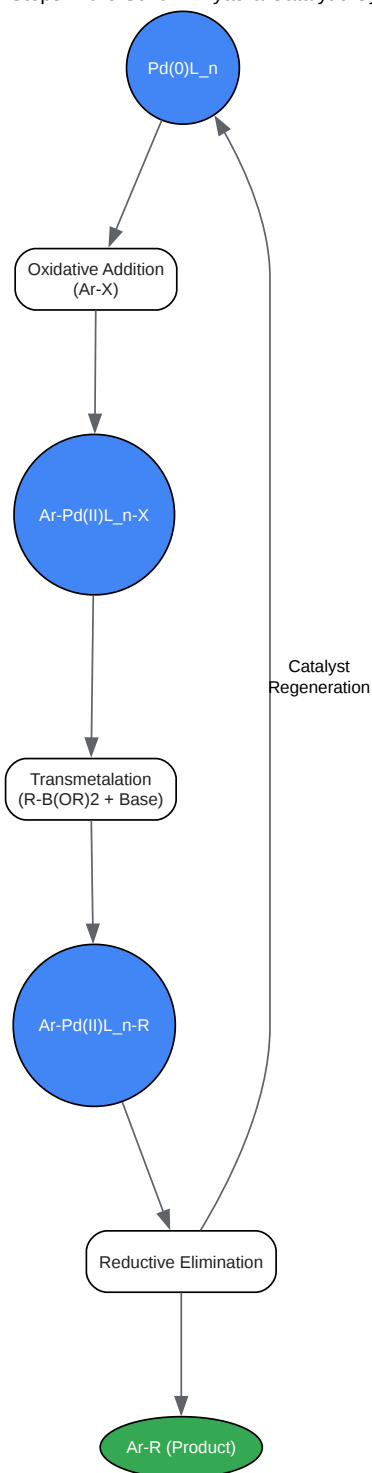 Pd(0)L_n
Oxidative Addition
(Ar-X)
Ar-Pd(II)L_n-X
Catalyst
Regeneration
Transmetalation
(R-B(OR)2 + Base)
Ar-Pd(II)L_n-R
Reductive Elimination
Ar-R (Product)